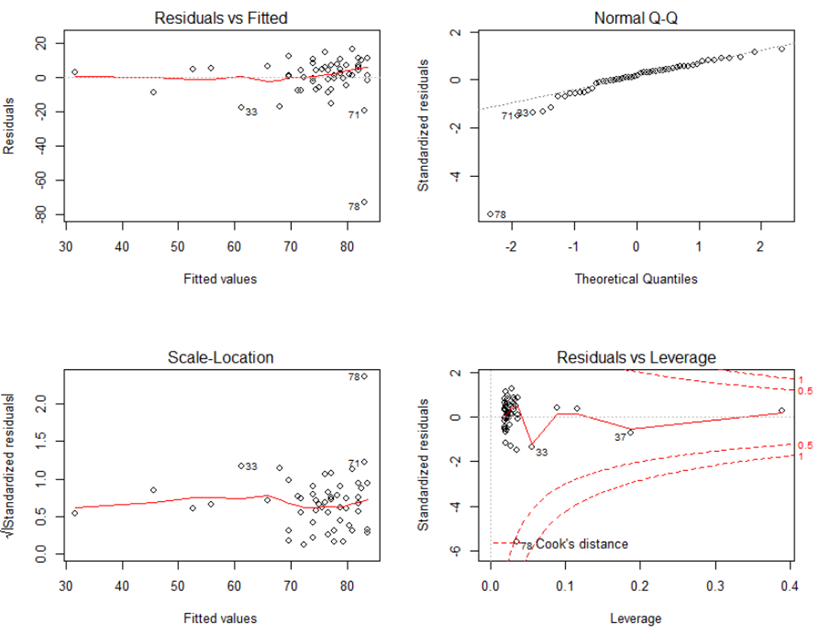 Residuals vs Fitted
Residuals
20
0
-20
-40
-60
-80
33
71
78
30 40 50 60 70 80
Fitted values
Normal Q-Q
Standardized residuals
2
0
-2
-4
71
33
78
-2 -1 0 1 2
Theoretical Quantiles
Scale-Location
√|Standardized residuals|
2.0
1.5
1.0
0.5
0.0
78
33
71
30 40 50 60 70 80
Fitted values
Residuals vs Leverage
Standardized residuals
2
0
-2
-4
-6
1
0.5
0.5
1
37
33
78
Cook's distance
0.0 0.1 0.2 0.3 0.4
Leverage